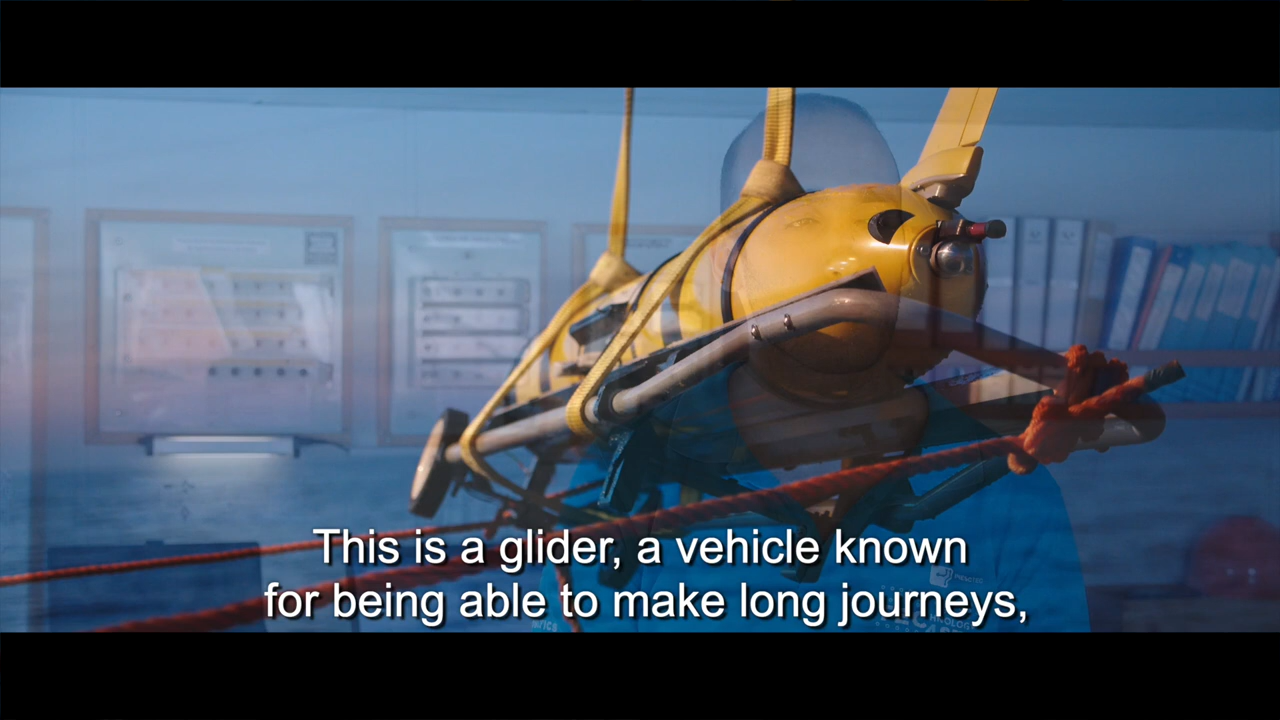 This is a glider, a vehicle known
for being able to make long journeys,